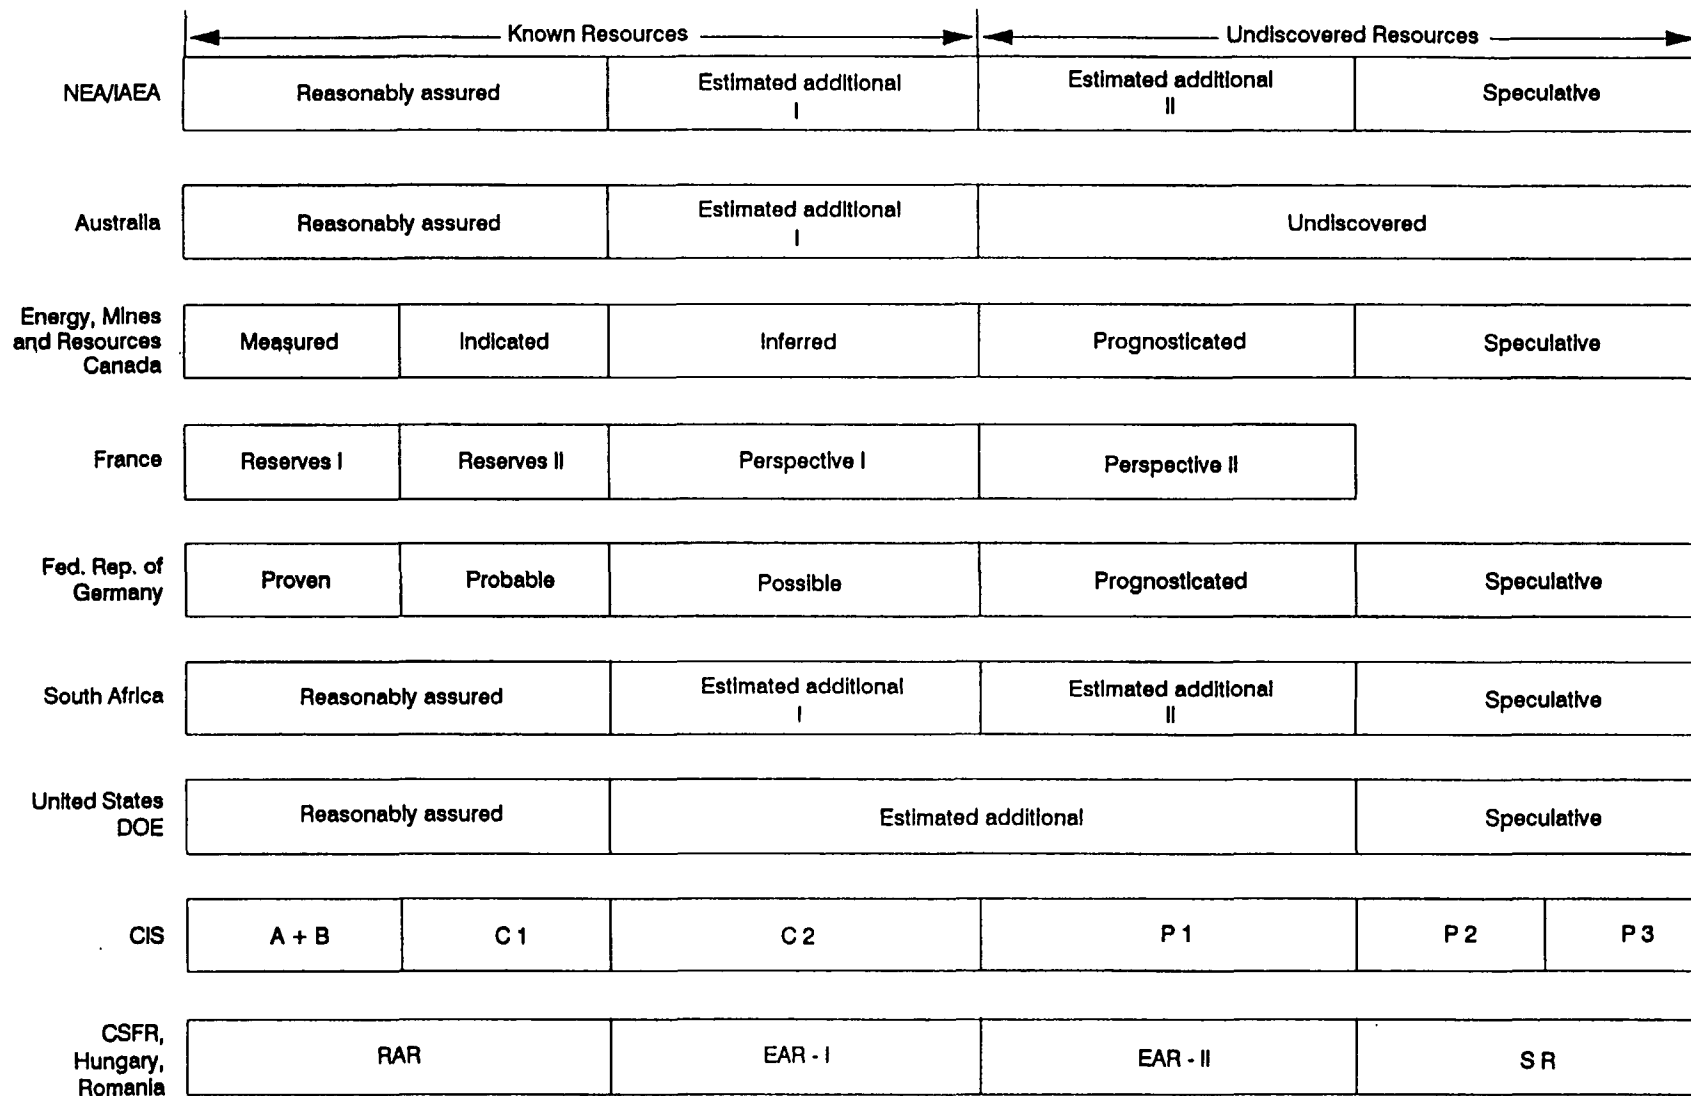 Known Resources
Undiscovered Resources
NEA/IAEA
Reasonably assured
Estimated additional
I
Estimated additional
II
Speculative
Australia
Reasonably assured
Estimated additional
I
Undiscovered
Energy, Mines
and Resources
Canada
Measured
Indicated
Inferred
Prognosticated
Speculative
France
Reserves I
Reserves II
Perspective I
Perspective II
Fed. Rep. of
Germany
Proven
Probable
Possible
Prognosticated
Speculative
South Africa
Reasonably assured
Estimated additional
I
Estimated additional
II
Speculative
United States
DOE
Reasonably assured
Estimated additional
Speculative
CIS
A + B
C 1
C 2
P 1
P 2
P 3
CSFR,
Hungary,
Romania
RAR
EAR - I
EAR - II
S R